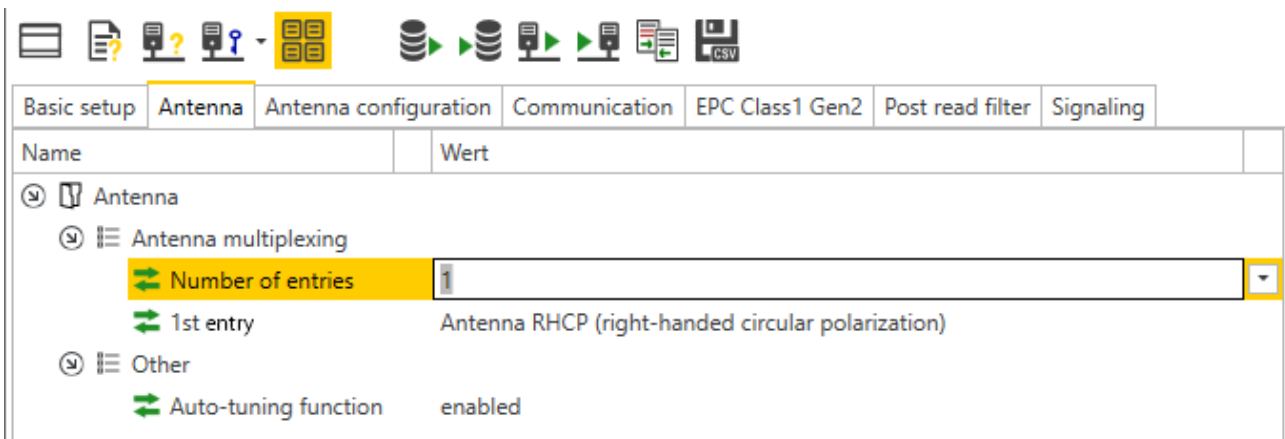 ? ? CSV
Basic setup Antenna Antenna configuration Communication EPC Class1 Gen2 Post read filter Signaling
Name Wert
Antenna
Antenna multiplexing
Number of entries 1
1st entry Antenna RHCP (right-handed circular polarization)
Other
Auto-tuning function enabled